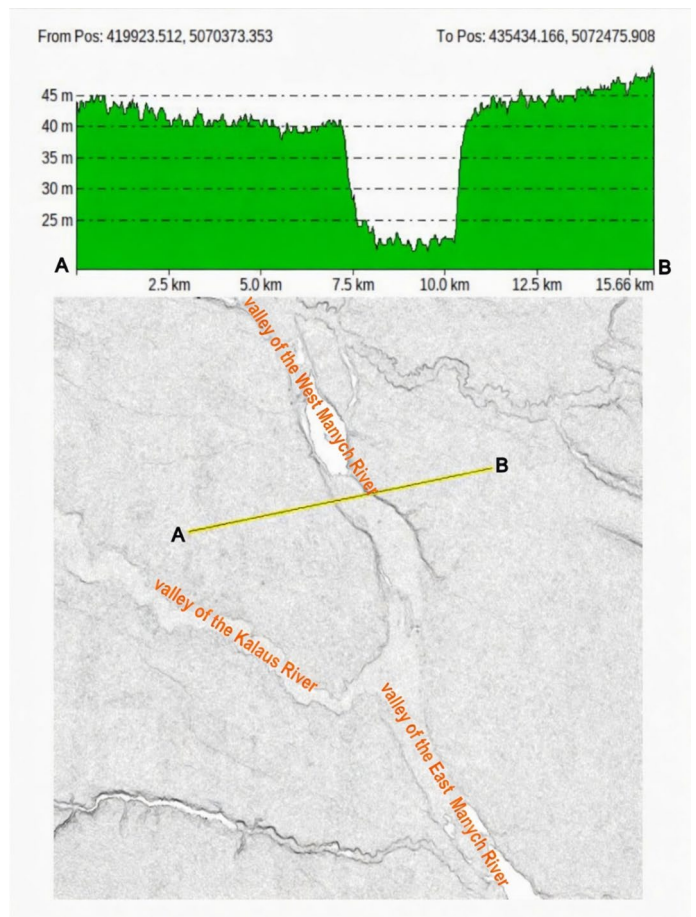 From Pos: 419923.512, 5070373.353 To Pos: 435434.166, 5072475.908
45 m
40 m
35 m
30 m
25 m
A B
2.5 km 5.0 km 7.5 km 10.0 km 12.5 km 15.66 km
valley of the West Manych River
B
A
valley of the Kalaus River
valley of the East Manych River